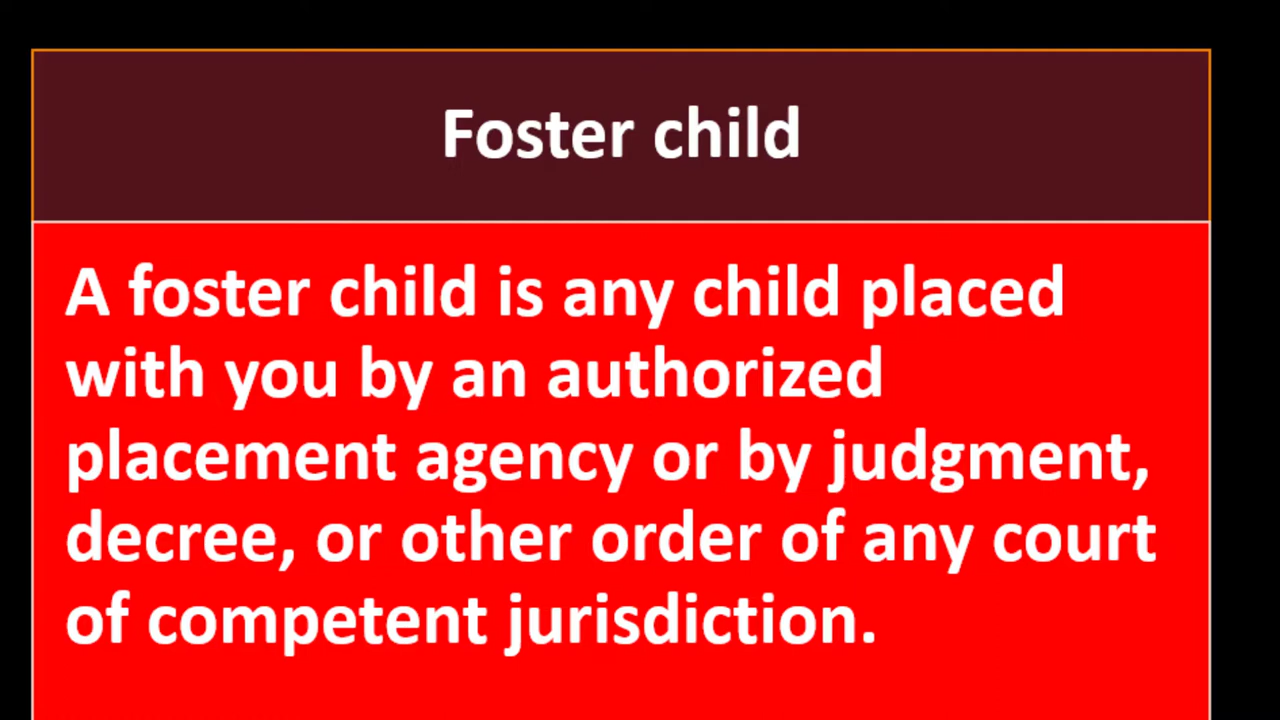 Foster child
A foster child is any child placed
with you by an authorized
placement agency or by judgment,
decree, or other order of any court
of competent jurisdiction.